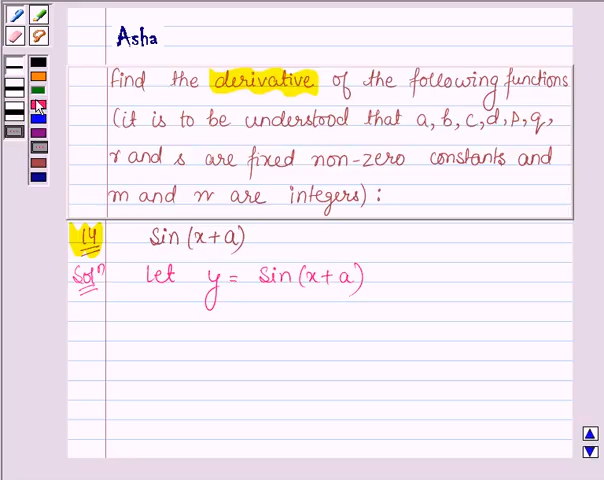 Asha
find the derivative of the following functions
(it is to be understood that a, b, c, d, p, q,
r and s are fixed non-zero constants and
m and n are integers) :
14 sin (x+a)
Solⁿ Let y = sin(x+a)